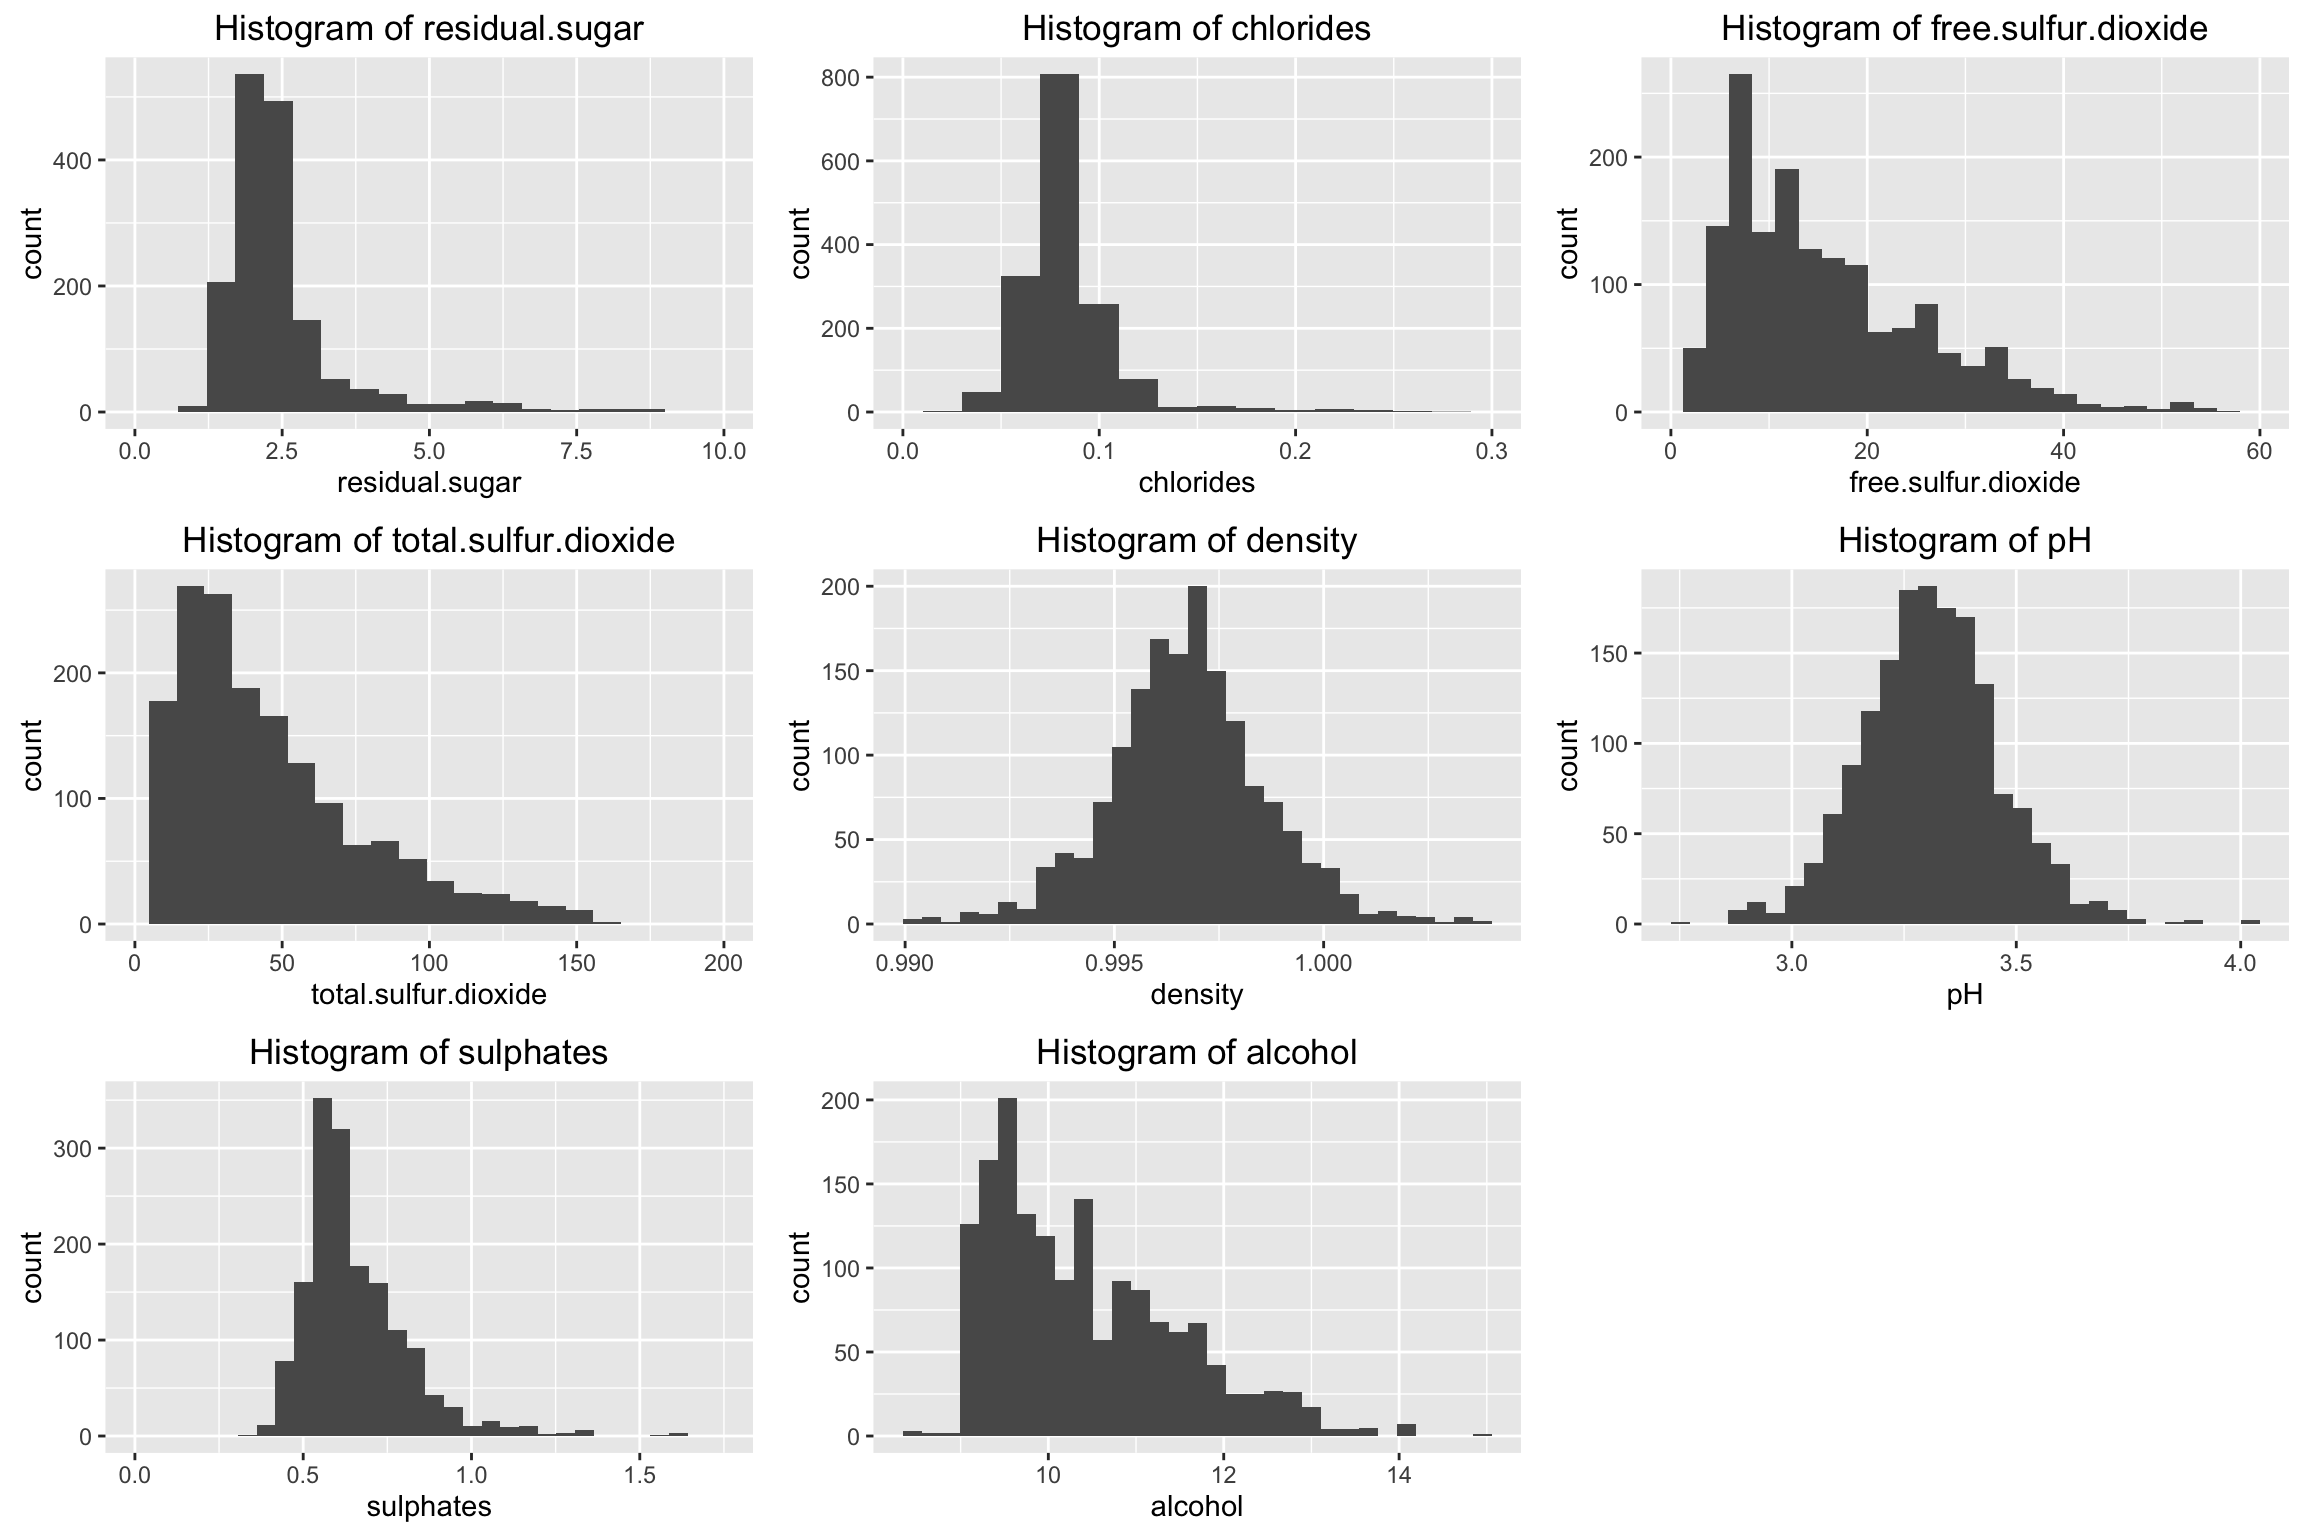 Histogram of residual.sugar
count
400
200
0
0.0 2.5 5.0 7.5 10.0
residual.sugar
Histogram of chlorides
count
800
600
400
200
0
0.0 0.1 0.2 0.3
chlorides
Histogram of free.sulfur.dioxide
count
200
100
0
0 20 40 60
free.sulfur.dioxide
Histogram of total.sulfur.dioxide
count
200
100
0
0 50 100 150 200
total.sulfur.dioxide
Histogram of density
count
200
150
100
50
0
0.990 0.995 1.000
density
Histogram of pH
count
150
100
50
0
3.0 3.5 4.0
pH
Histogram of sulphates
count
300
200
100
0
0.0 0.5 1.0 1.5
sulphates
Histogram of alcohol
count
200
150
100
50
0
10 12 14
alcohol